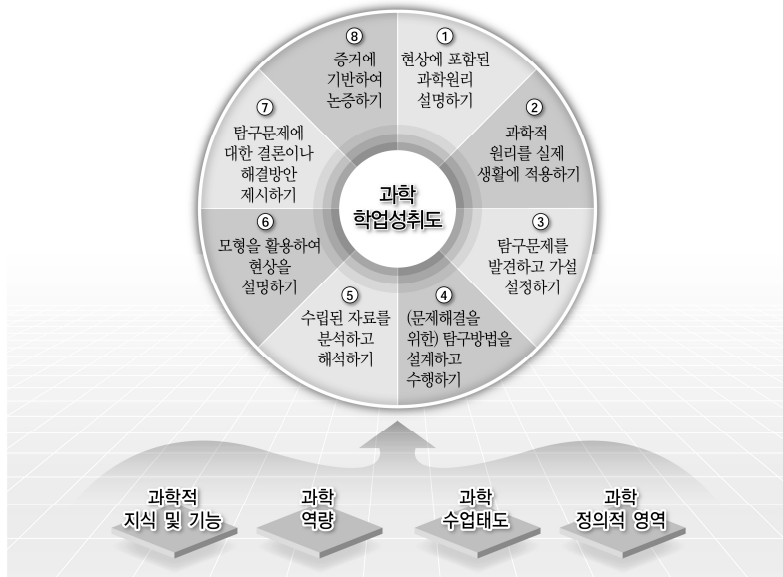 ①
현상에 포함된
과학원리
설명하기
②
과학적
원리를 실제
생활에 적용하기
③
탐구문제를
발견하고 가설
설정하기
④
(문제해결을
위한) 탐구방법을
설계하고
수행하기
⑤
수립된 자료를
분석하고
해석하기
⑥
모형을 활용하여
현상을
설명하기
⑦
탐구문제에
대한 결론이나
해결방안
제시하기
⑧
증거에
기반하여
논증하기
과학
학업성취도
과학적
지식 및 기능
과학
역량
과학
수업태도
과학
정의적 영역